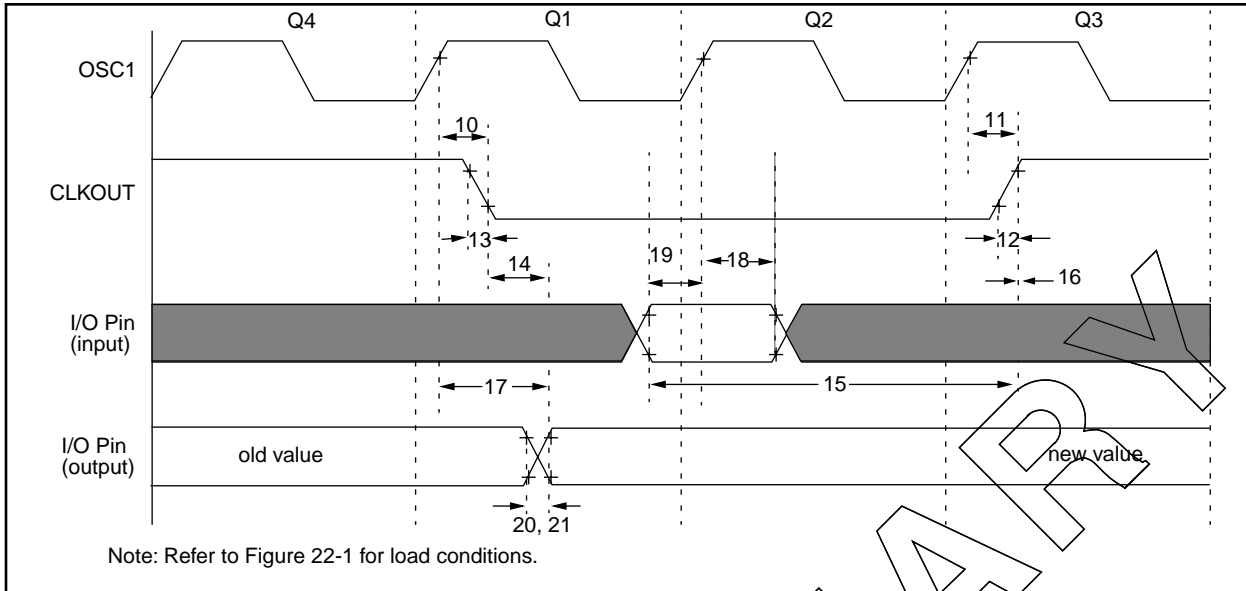 Q4 Q1 Q2 Q3
OSC1
10
11
CLKOUT
13
12
14
19
18
16
I/O Pin
(input)
17
15
I/O Pin
(output)
old value
new value
20, 21
Note: Refer to Figure 22-1 for load conditions.
A R Y